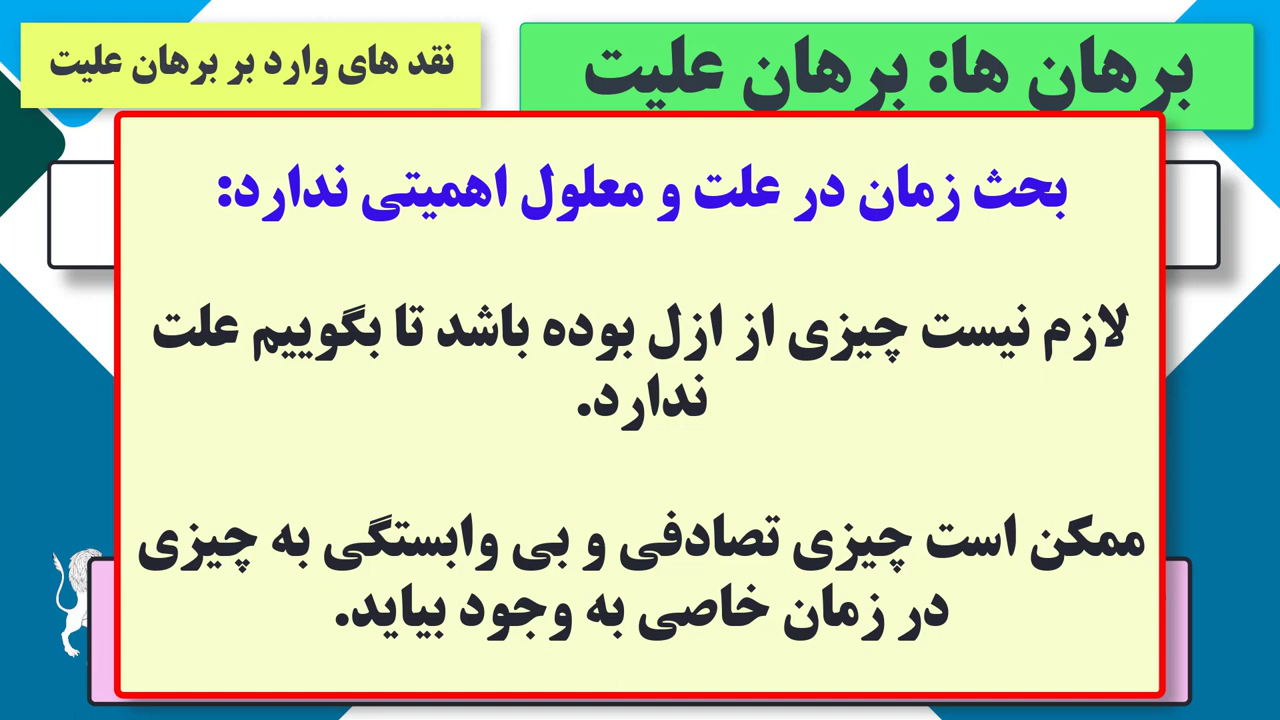 برهان ها: برهان علیت
نقد های وارد بر برهان علیت
بحث زمان در علت و معلول اهمیتی ندارد:
لازم نیست چیزی از ازل بوده باشد تا بگوییم علت
ندارد.
ممکن است چیزی تصادفی و بی وابستگی به چیزی
در زمان خاصی به وجود بیاید.